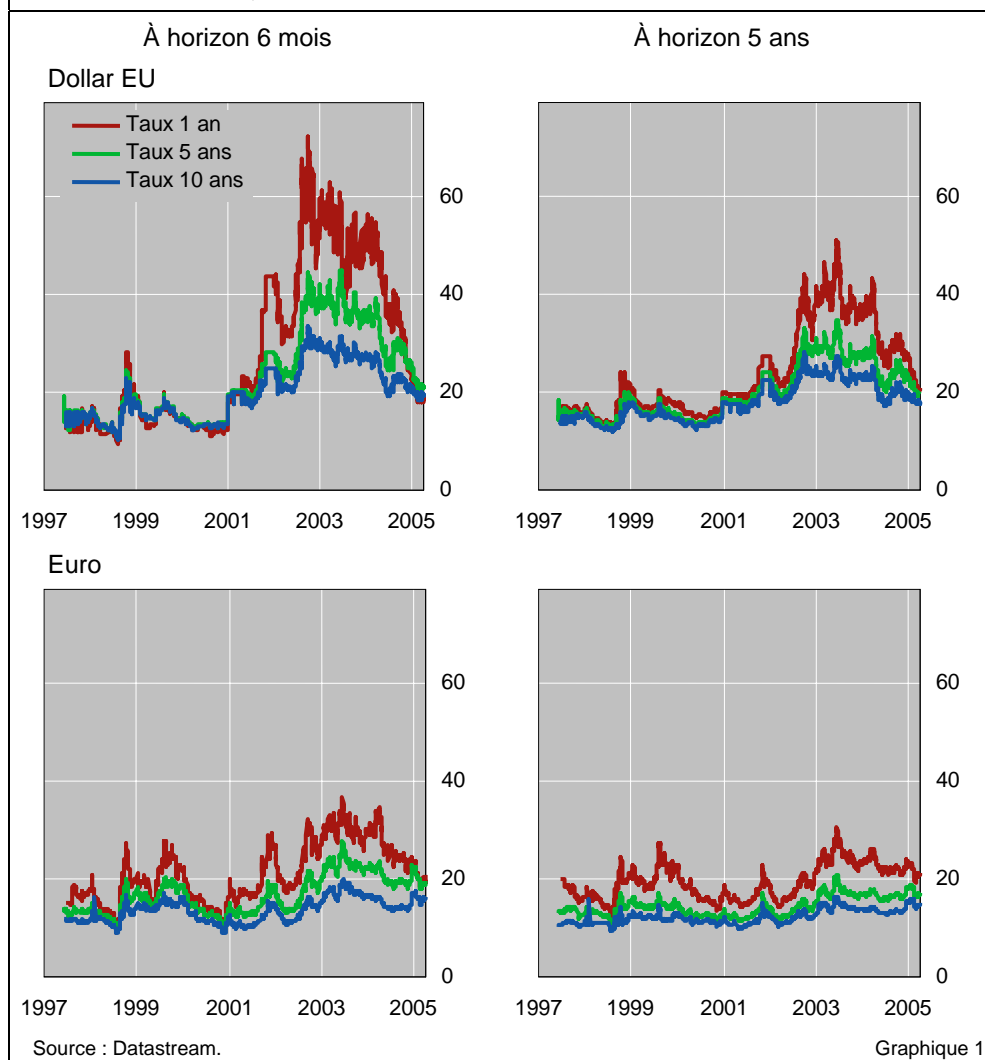 À horizon 6 mois
À horizon 5 ans
Dollar EU
Taux 1 an
Taux 5 ans
Taux 10 ans
60
40
20
0
1997 1999 2001 2003 2005
60
40
20
0
1997 1999 2001 2003 2005
Euro
60
40
20
0
1997 1999 2001 2003 2005
60
40
20
0
1997 1999 2001 2003 2005
Source : Datastream.
Graphique 1